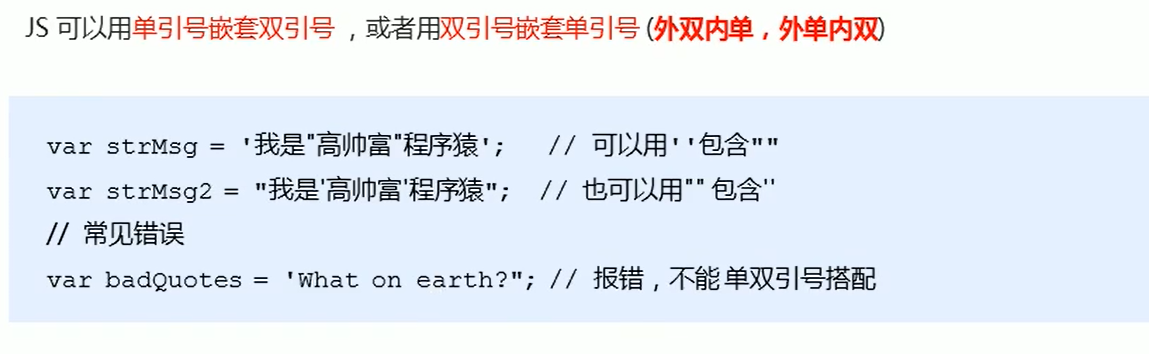 JS 可以用单引号嵌套双引号 ，或者用双引号嵌套单引号 (外双内单，外单内双)
var strMsg = '我是"高帅富"程序猿';   // 可以用''包含""
var strMsg2 = "我是'高帅富'程序猿";  // 也可以用"" 包含''
// 常见错误
var badQuotes = 'What on earth?"; // 报错，不能 单双引号搭配